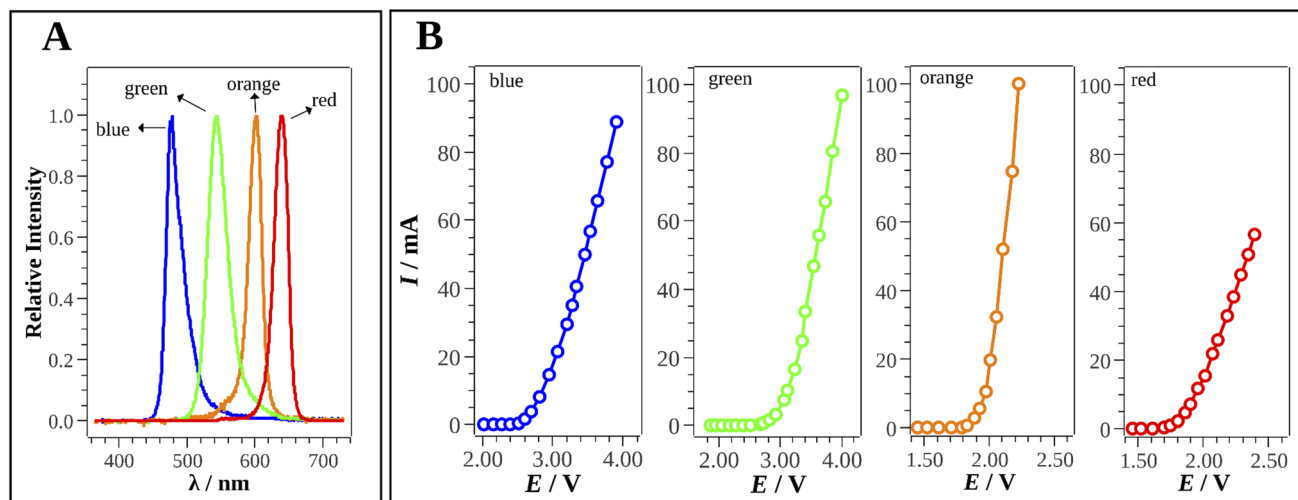 A
blue
green
orange
red
Relative Intensity
1.0
0.8
0.6
0.4
0.2
0.0
400 500 600 700
λ / nm
B
I / mA
blue
100
80
60
40
20
0
2.00 3.00 4.00
E / V
green
100
80
60
40
20
0
2.00 3.00 4.00
E / V
orange
100
80
60
40
20
0
1.50 2.00 2.50
E / V
red
100
80
60
40
20
0
1.50 2.00 2.50
E / V